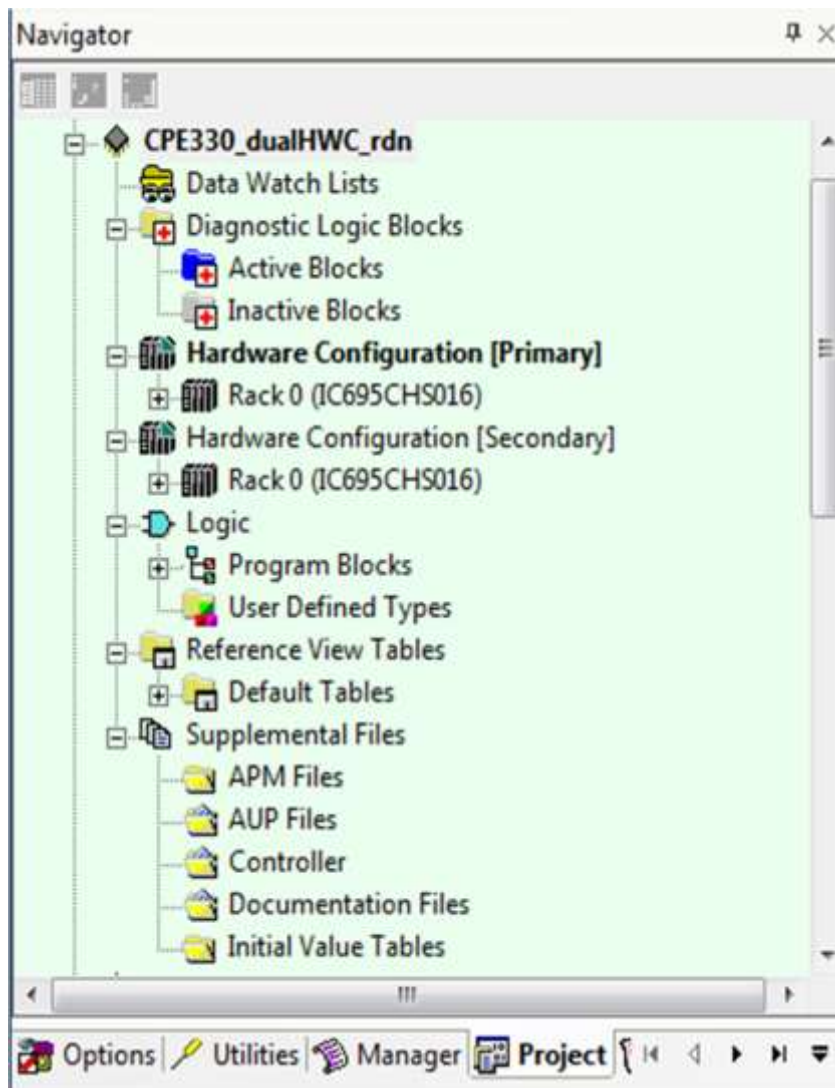 Navigator
CPE330_dualHWC_rdn
Data Watch Lists
Diagnostic Logic Blocks
Active Blocks
Inactive Blocks
Hardware Configuration [Primary]
Rack 0 (IC695CHS016)
Hardware Configuration [Secondary]
Rack 0 (IC695CHS016)
Logic
Program Blocks
User Defined Types
Reference View Tables
Default Tables
Supplemental Files
APM Files
AUP Files
Controller
Documentation Files
Initial Value Tables
Options Utilities Manager Project